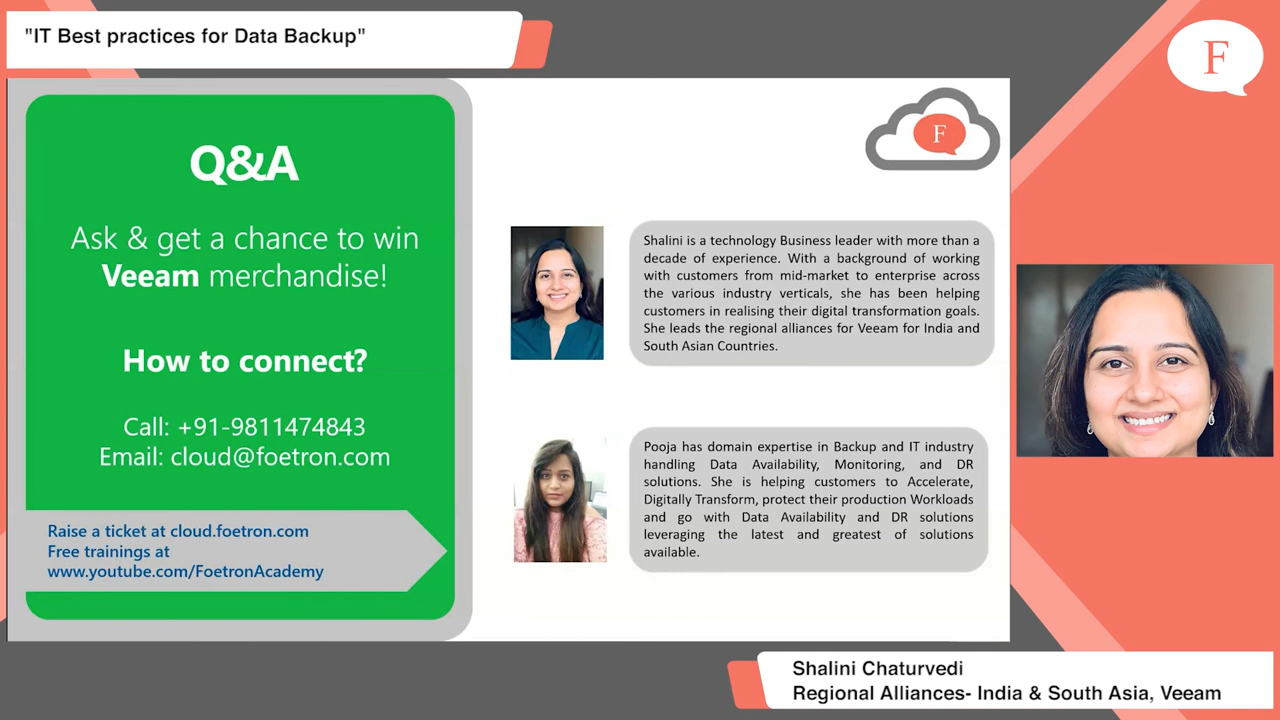 "IT Best practices for Data Backup"
F
Q&A
Ask & get a chance to win
Veeam merchandise!
How to connect?
Call: +91-9811474843
Email: cloud@foetron.com
Raise a ticket at cloud.foetron.com
Free trainings at
www.youtube.com/FoetronAcademy
F
Shalini is a technology Business leader with more than a
decade of experience. With a background of working
with customers from mid-market to enterprise across
the various industry verticals, she has been helping
customers in realising their digital transformation goals.
She leads the regional alliances for Veeam for India and
South Asian Countries.
Pooja has domain expertise in Backup and IT industry
handling Data Availability, Monitoring, and DR
solutions. She is helping customers to Accelerate,
Digitally Transform, protect their production Workloads
and go with Data Availability and DR solutions
leveraging the latest and greatest of solutions
available.
Shalini Chaturvedi
Regional Alliances- India & South Asia, Veeam